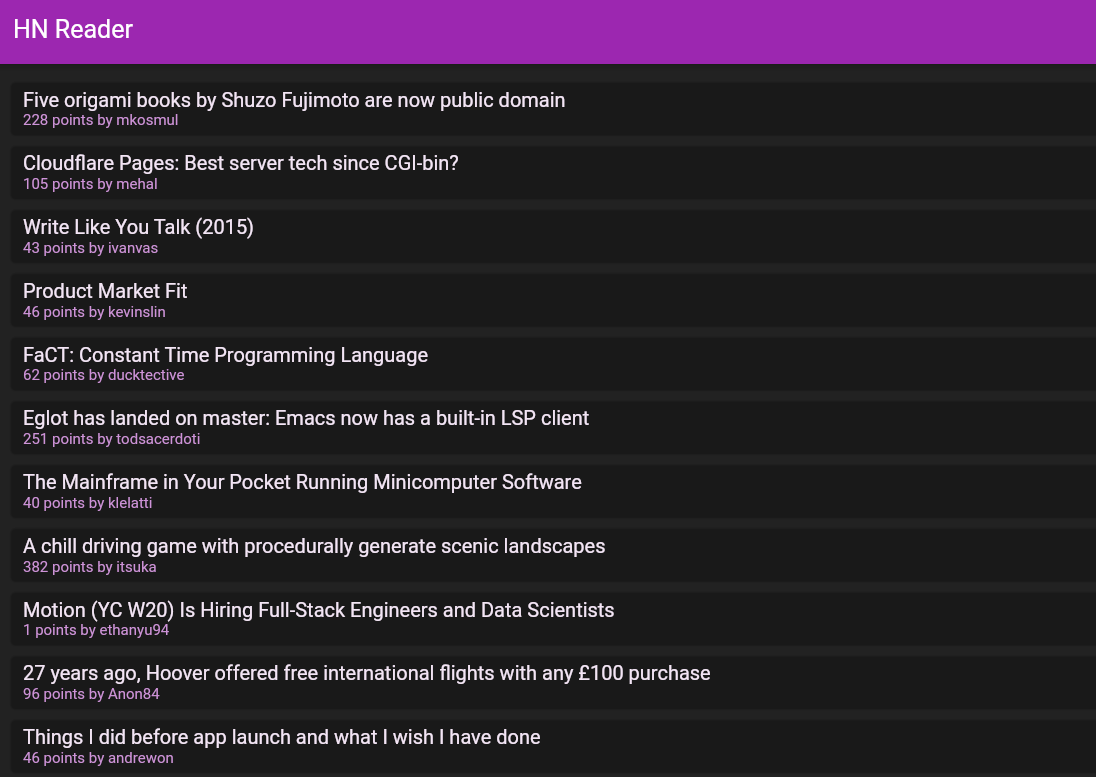 HN Reader
Five origami books by Shuzo Fujimoto are now public domain
228 points by mkosmul
Cloudflare Pages: Best server tech since CGI-bin?
105 points by mehal
Write Like You Talk (2015)
43 points by ivanvas
Product Market Fit
46 points by kevinslin
FaCT: Constant Time Programming Language
62 points by ducktective
Eglot has landed on master: Emacs now has a built-in LSP client
251 points by todsacerdoti
The Mainframe in Your Pocket Running Minicomputer Software
40 points by klelatti
A chill driving game with procedurally generate scenic landscapes
382 points by itsuka
Motion (YC W20) Is Hiring Full-Stack Engineers and Data Scientists
1 points by ethanyu94
27 years ago, Hoover offered free international flights with any £100 purchase
96 points by Anon84
Things I did before app launch and what I wish I have done
46 points by andrewon